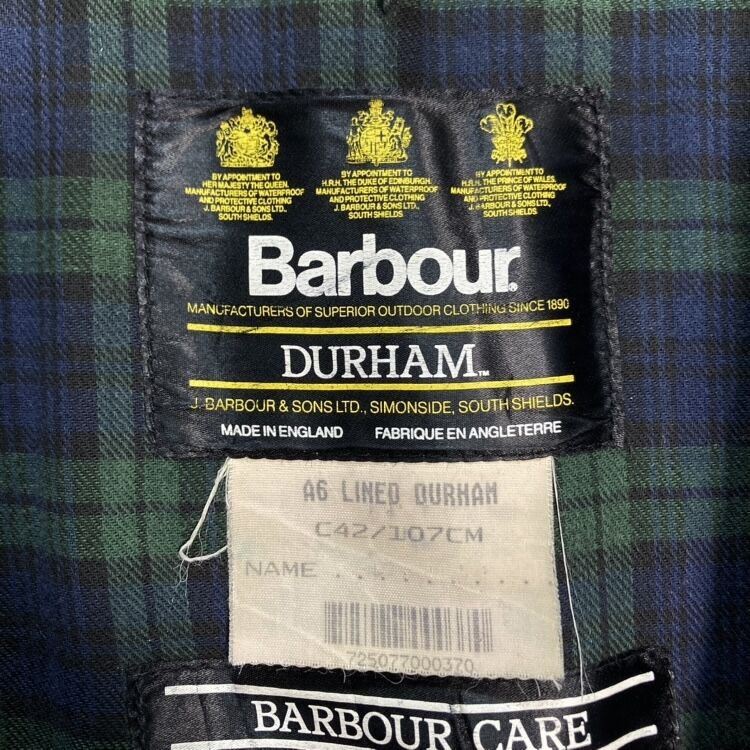 BY APPOINTMENT TO
HER MAJESTY THE QUEEN.
MANUFACTURERS OF WATERPROOF
AND PROTECTIVE CLOTHING
J. BARBOUR & SONS LTD.,
SOUTH SHIELDS.
BY APPOINTMENT TO
H.R.H. THE DUKE OF EDINBURGH.
MANUFACTURERS OF WATERPROOF
AND PROTECTIVE CLOTHING
J. BARBOUR & SONS LTD.,
SOUTH SHIELDS.
BY APPOINTMENT TO
H.R.H. THE PRINCE OF WALES.
MANUFACTURERS OF WATERPROOF
AND PROTECTIVE CLOTHING
J. BARBOUR & SONS LTD.,
SOUTH SHIELDS.
Barbour®
MANUFACTURERS OF SUPERIOR OUTDOOR CLOTHING SINCE 1890
DURHAM™
J. BARBOUR & SONS LTD., SIMONSIDE, SOUTH SHIELDS.
MADE IN ENGLAND FABRIQUE EN ANGLETERRE
A6 LINED DURHAM
C42/107CM
NAME ..........
725077000370
BARBOUR CARE